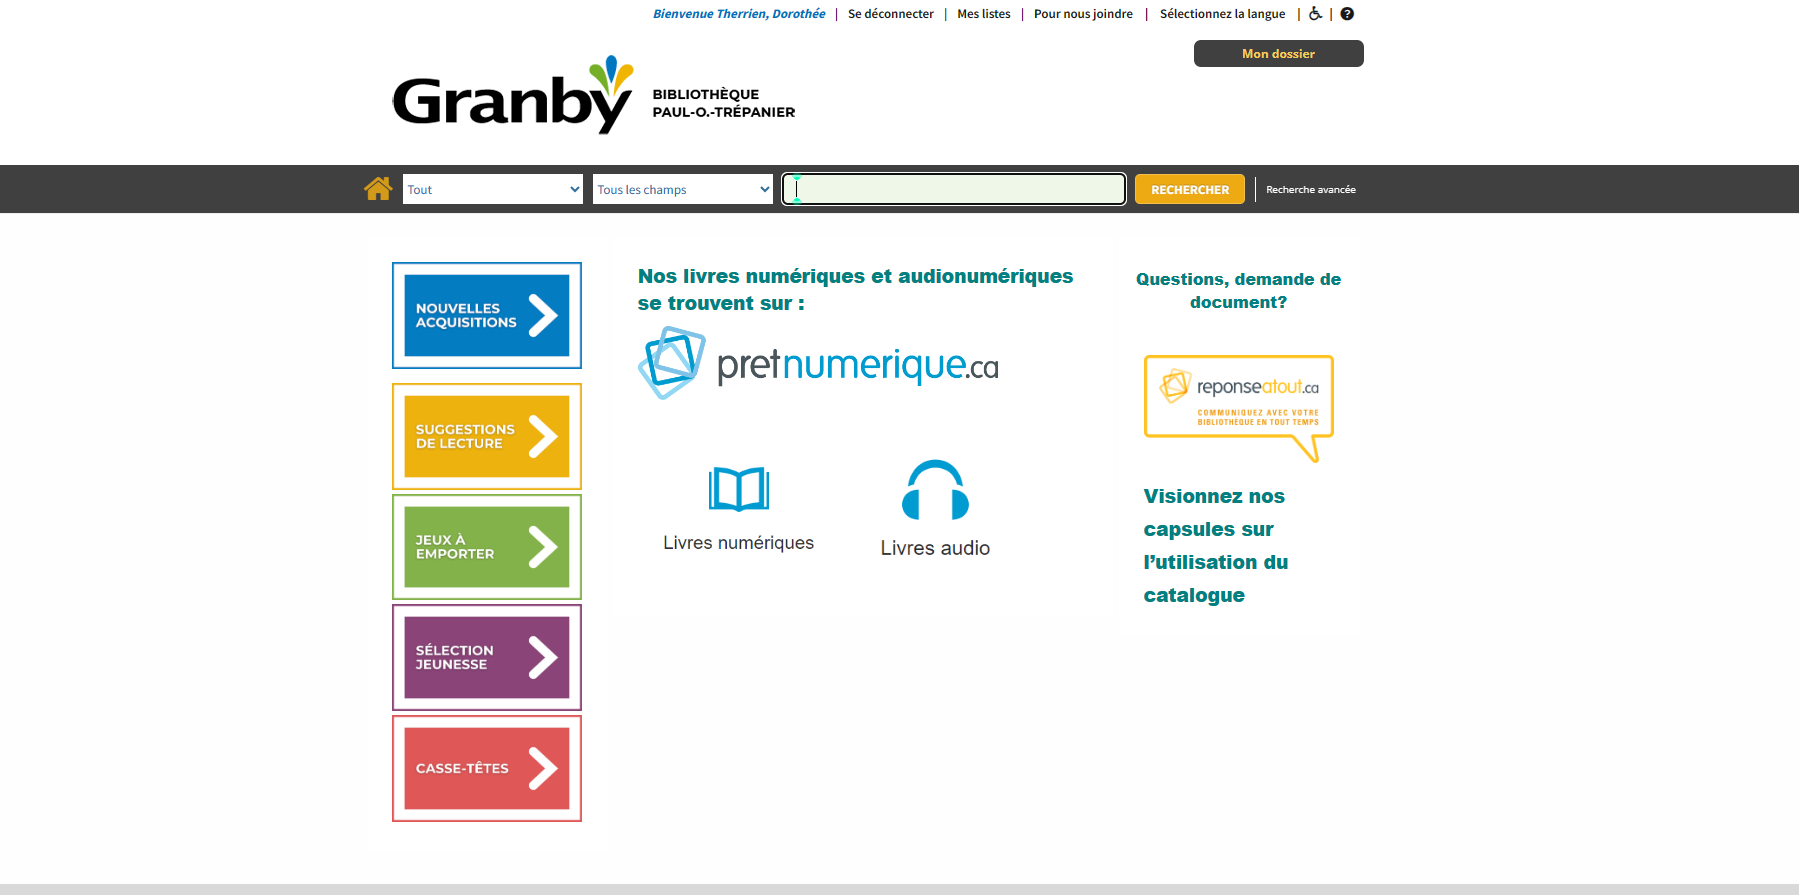 Bienvenue Therrien, Dorothée | Se déconnecter | Mes listes | Pour nous joindre | Sélectionnez la langue | |
Mon dossier
Granby
BIBLIOTHÈQUE
PAUL-O.-TRÉPANIER
Tout Tous les champs RECHERCHER Recherche avancée
NOUVELLES
ACQUISITIONS
SUGGESTIONS
DE LECTURE
JEUX À
EMPORTER
SÉLECTION
JEUNESSE
CASSE-TÊTES
Nos livres numériques et audionumériques
se trouvent sur :
pretnumerique.ca
Livres numériques
Livres audio
Questions, demande de
document?
reponseatout.ca
COMMUNIQUEZ AVEC VOTRE
BIBLIOTHÈQUE EN TOUT TEMPS
Visionnez nos
capsules sur
l’utilisation du
catalogue